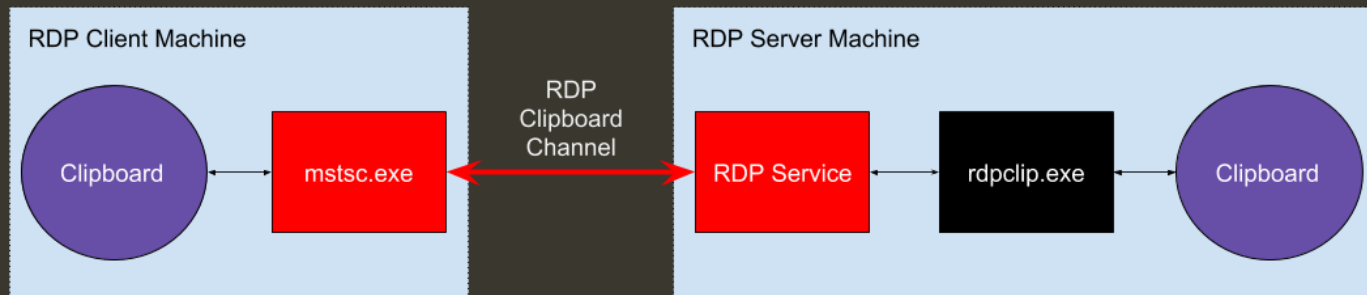 RDP Client Machine
Clipboard
mstsc.exe
RDP
Clipboard
Channel
RDP Server Machine
RDP Service
rdpclip.exe
Clipboard